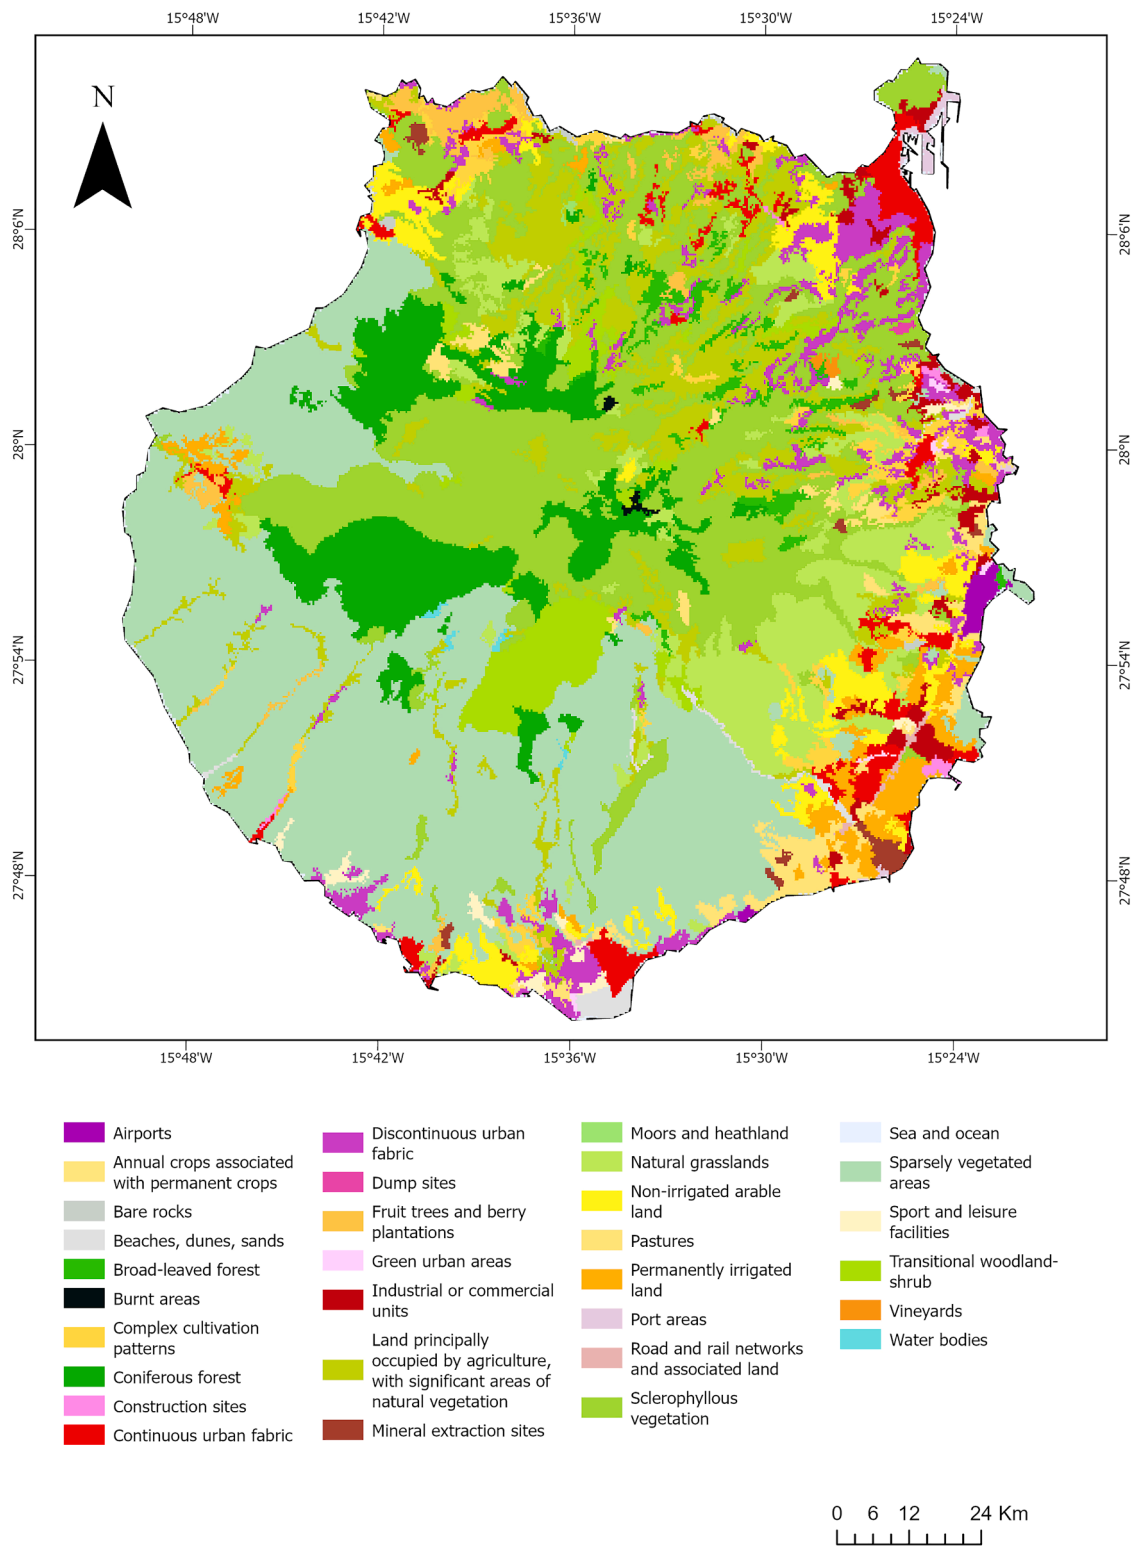 15°48'W 15°42'W 15°36'W 15°30'W 15°24'W
N
28°6'N 28°6'N
28°N 28°N
27°54'N 27°54'N
27°48'N 27°48'N
15°48'W 15°42'W 15°36'W 15°30'W 15°24'W
Airports
Annual crops associated
with permanent crops
Bare rocks
Beaches, dunes, sands
Broad-leaved forest
Burnt areas
Complex cultivation
patterns
Coniferous forest
Construction sites
Continuous urban fabric
Discontinuous urban
fabric
Dump sites
Fruit trees and berry
plantations
Green urban areas
Industrial or commercial
units
Land principally
occupied by agriculture,
with significant areas of
natural vegetation
Mineral extraction sites
Moors and heathland
Natural grasslands
Non-irrigated arable
land
Pastures
Permanently irrigated
land
Port areas
Road and rail networks
and associated land
Sclerophyllous
vegetation
Sea and ocean
Sparsely vegetated
areas
Sport and leisure
facilities
Transitional woodland-
shrub
Vineyards
Water bodies
0 6 12 24 Km